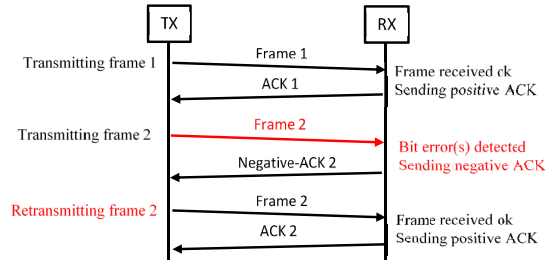 TX
RX
Transmitting frame 1
Frame 1
Frame received ok
Sending positive ACK
ACK 1
Transmitting frame 2
Frame 2
Bit error(s) detected
Sending negative ACK
Negative-ACK 2
Retransmitting frame 2
Frame 2
Frame received ok
Sending positive ACK
ACK 2